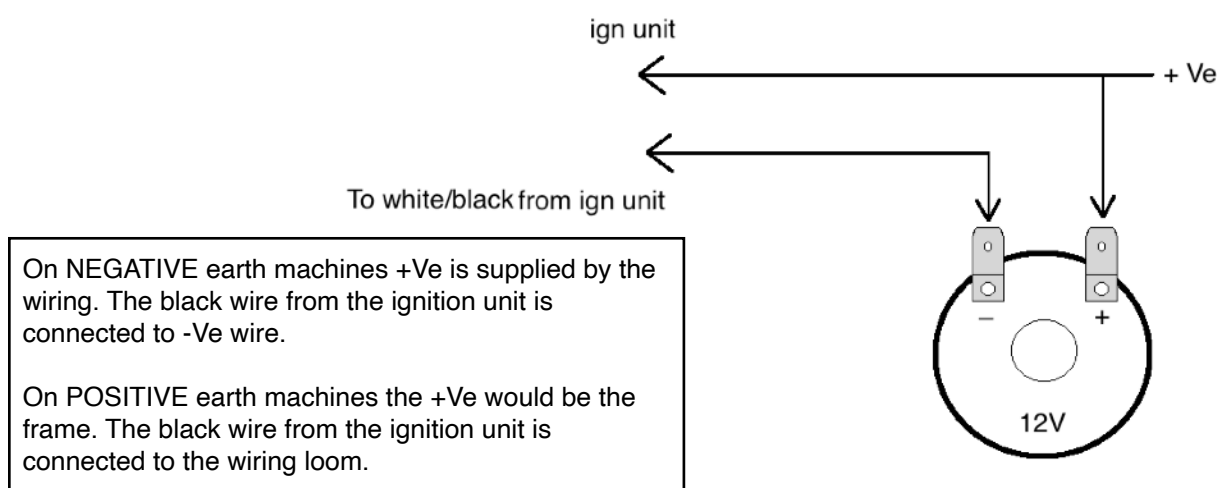 ign unit
+ Ve
To white/black from ign unit
On NEGATIVE earth machines +Ve is supplied by the
wiring. The black wire from the ignition unit is
connected to -Ve wire.
On POSITIVE earth machines the +Ve would be the
frame. The black wire from the ignition unit is
connected to the wiring loom.
– +
12V